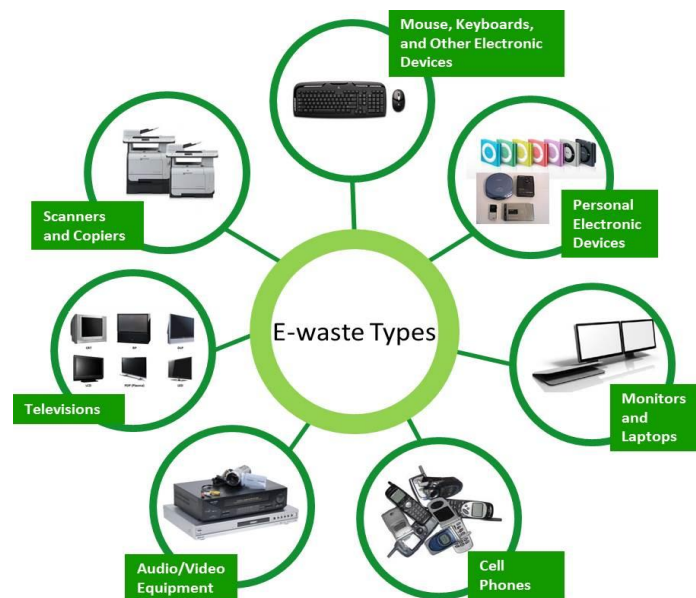 Mouse, Keyboards,
and Other Electronic
Devices
Personal
Electronic
Devices
Monitors
and
Laptops
Cell
Phones
Audio/Video
Equipment
Televisions
Scanners
and Copiers
E-waste Types